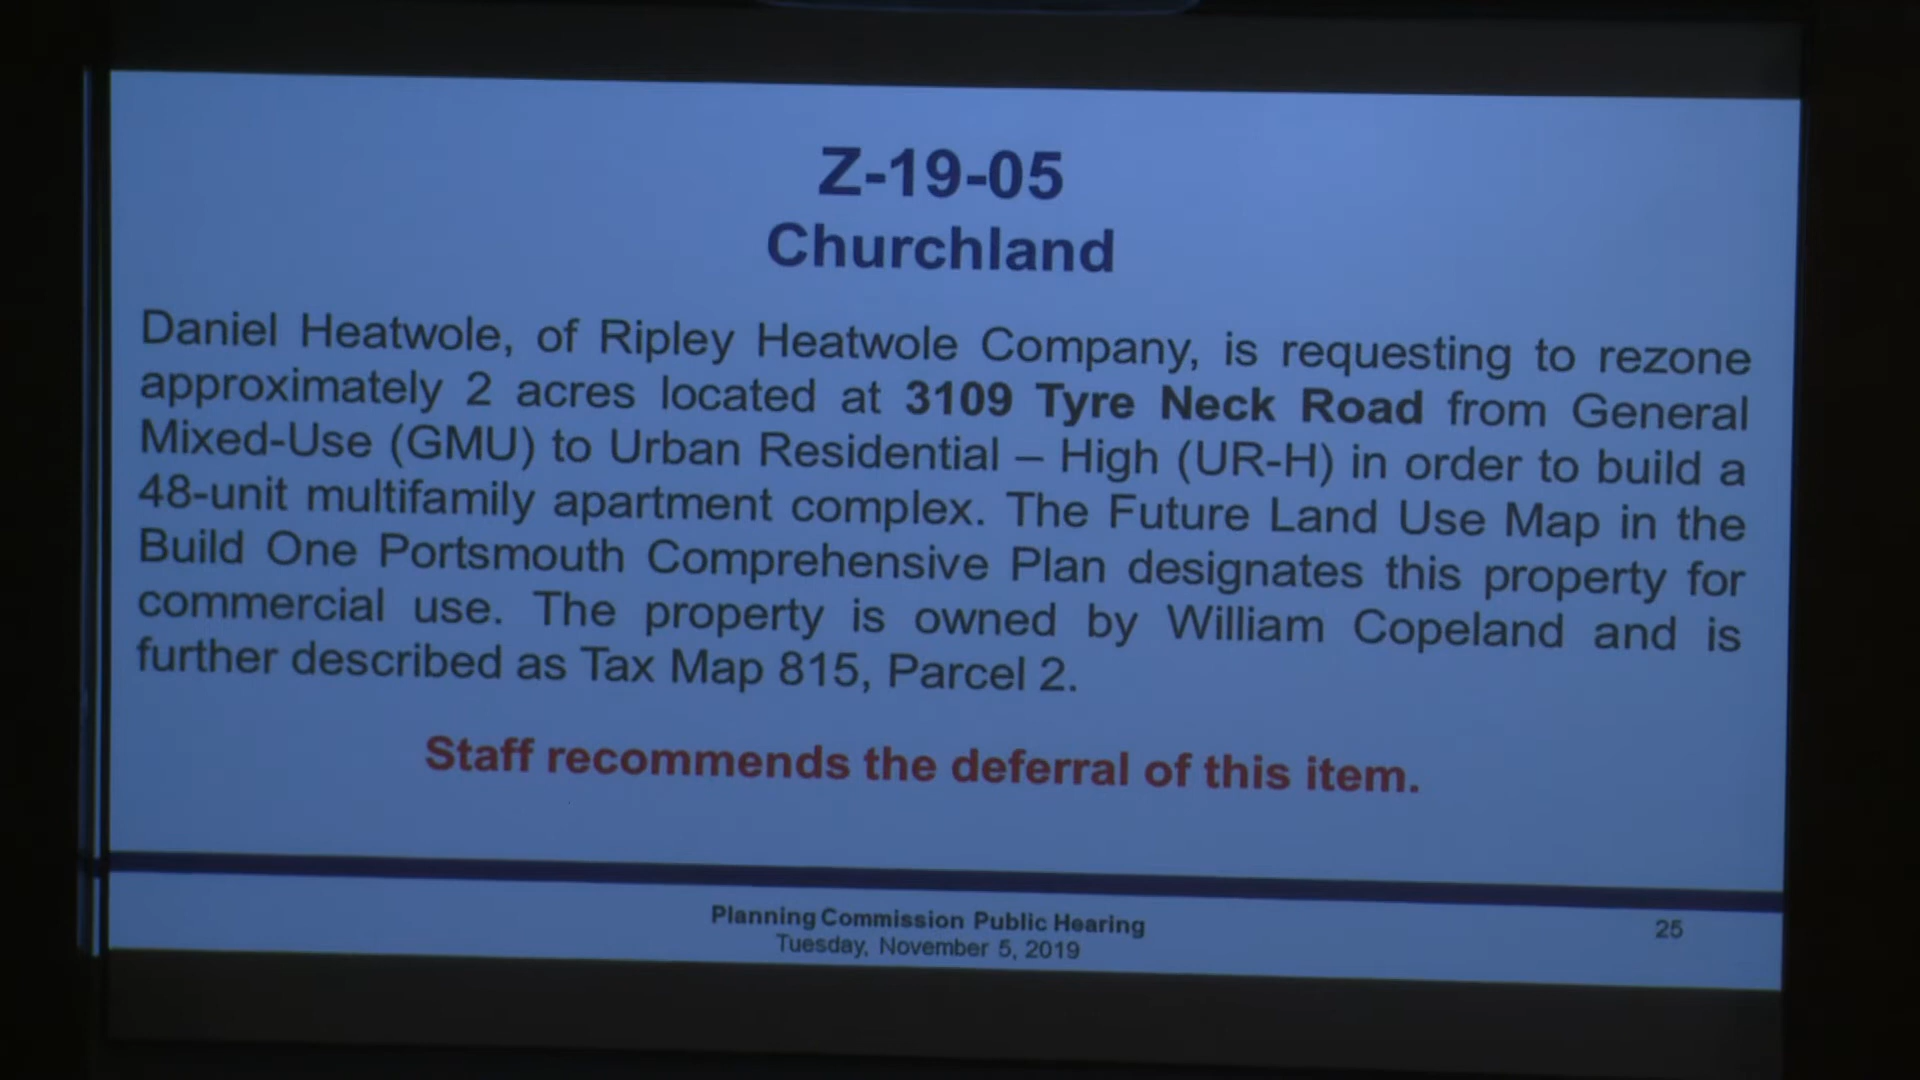 Z-19-05
Churchland
Daniel Heatwole, of Ripley Heatwole Company, is requesting to rezone
approximately 2 acres located at 3109 Tyre Neck Road from General
Mixed-Use (GMU) to Urban Residential – High (UR-H) in order to build a
48-unit multifamily apartment complex. The Future Land Use Map in the
Build One Portsmouth Comprehensive Plan designates this property for
commercial use. The property is owned by William Copeland and is
further described as Tax Map 815, Parcel 2.
Staff recommends the deferral of this item.
Planning Commission Public Hearing
Tuesday, November 5, 2019
25